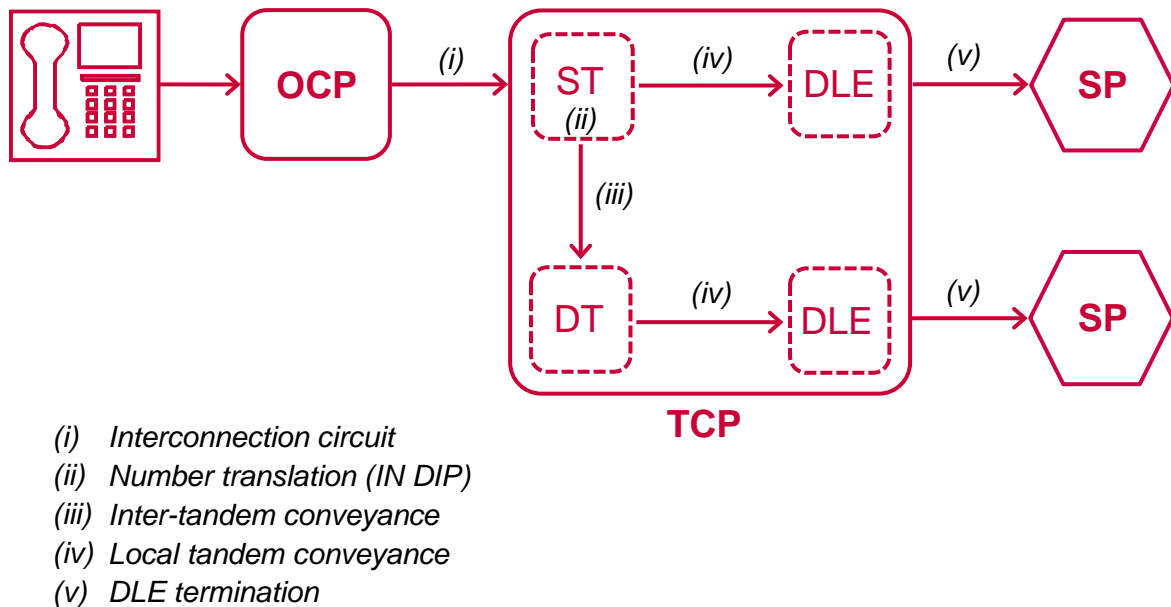 OCP
(i)
ST
(ii)
(iv)
DLE
(v)
SP
(iii)
DT
(iv)
DLE
(v)
SP
TCP
(i) Interconnection circuit
(ii) Number translation (IN DIP)
(iii) Inter-tandem conveyance
(iv) Local tandem conveyance
(v) DLE termination